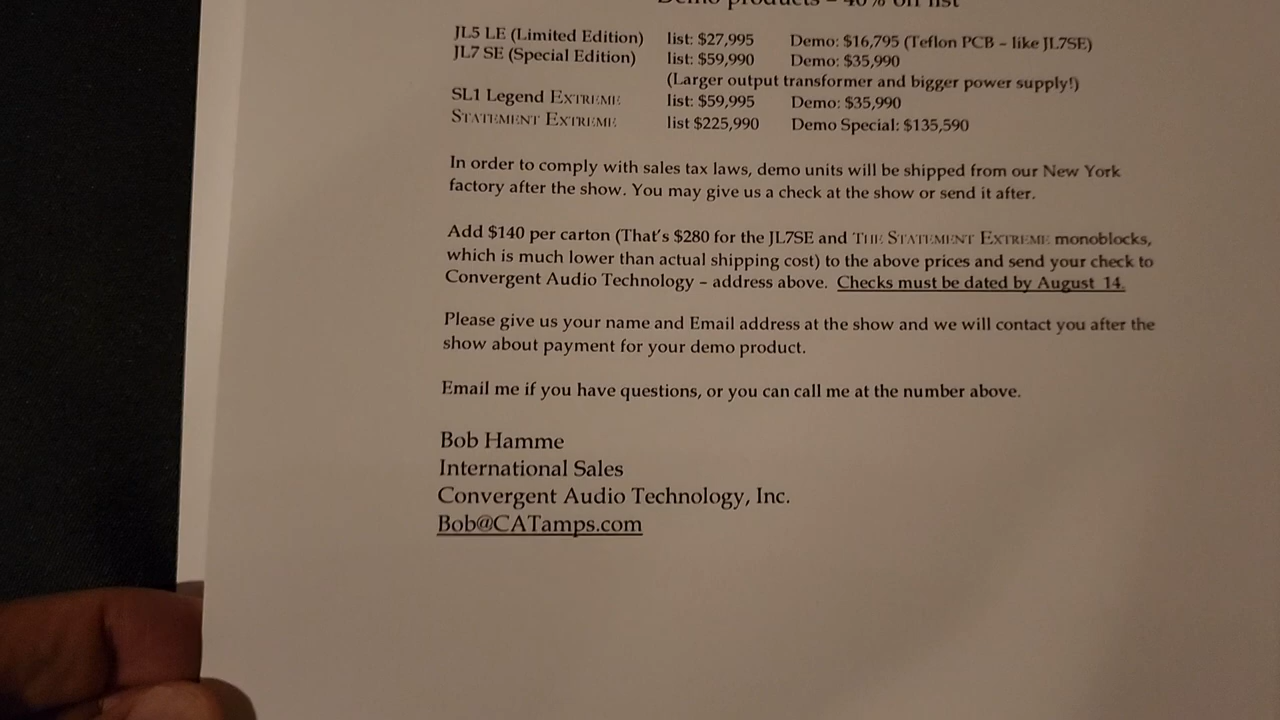 Demo products – 40% off list
JL5 LE (Limited Edition) list: $27,995 Demo: $16,795 (Teflon PCB – like JL7SE)
JL7 SE (Special Edition) list: $59,990 Demo: $35,990
(Larger output transformer and bigger power supply!)
SL1 Legend EXTREME list: $59,995 Demo: $35,990
STATEMENT EXTREME list $225,990 Demo Special: $135,590
In order to comply with sales tax laws, demo units will be shipped from our New York
factory after the show. You may give us a check at the show or send it after.
Add $140 per carton (That's $280 for the JL7SE and THE STATEMENT EXTREME monoblocks,
which is much lower than actual shipping cost) to the above prices and send your check to
Convergent Audio Technology – address above. Checks must be dated by August 14.
Please give us your name and Email address at the show and we will contact you after the
show about payment for your demo product.
Email me if you have questions, or you can call me at the number above.
Bob Hamme
International Sales
Convergent Audio Technology, Inc.
Bob@CATamps.com